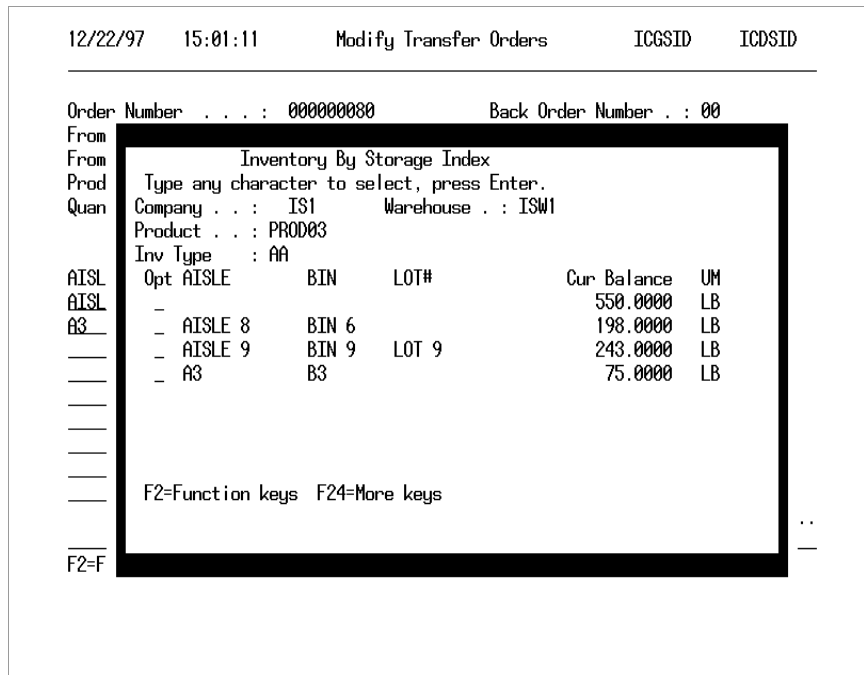 12/22/97 15:01:11 Modify Transfer Orders ICGSID ICDSID
Order Number . . . : 000000080 Back Order Number . : 00
From
From Inventory By Storage Index
Prod Type any character to select, press Enter.
Quan Company . . : IS1 Warehouse . : ISW1
Product . . : PROD03
Inv Type : AA
AISL Opt AISLE BIN LOT# Cur Balance UM
AISL _ 550.0000 LB
A3 _ AISLE 8 BIN 6 198.0000 LB
_ AISLE 9 BIN 9 LOT 9 243.0000 LB
_ A3 B3 75.0000 LB
F2=Function keys F24=More keys
..
F2=F